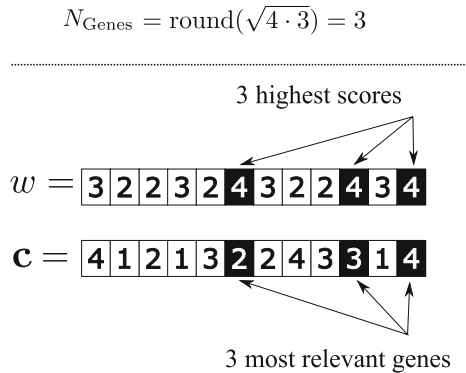 N_Genes = round(√4 · 3) = 3
3 highest scores
w = 3 2 2 3 2 4 3 2 2 4 3 4
c = 4 1 2 1 3 2 2 4 3 3 1 4
3 most relevant genes